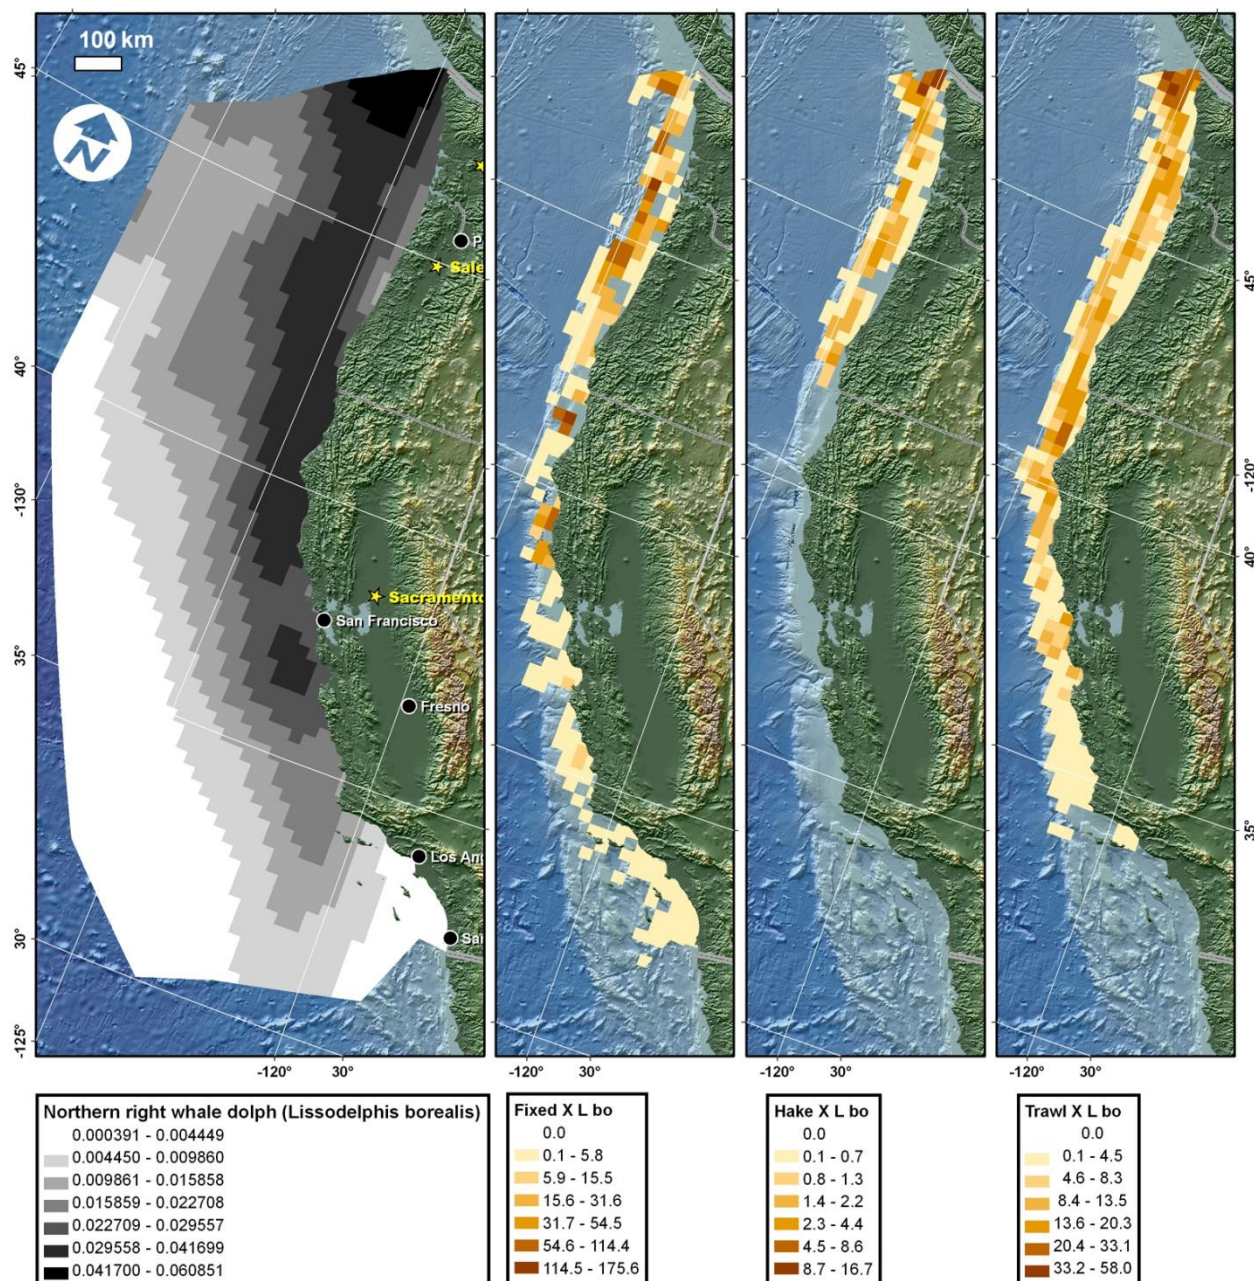 100 km
N
45°
40°
-130°
35°
30°
-125°
-120°
30°
P
Sale
Sacramento
San Francisco
Fresno
Los Ang
San
-120°
30°
-120°
30°
-120°
30°
45°
-120°
40°
35°
Northern right whale dolph (Lissodelphis borealis)
0.000391 - 0.004449
0.004450 - 0.009860
0.009861 - 0.015858
0.015859 - 0.022708
0.022709 - 0.029557
0.029558 - 0.041699
0.041700 - 0.060851
Fixed X L bo
0.0
0.1 - 5.8
5.9 - 15.5
15.6 - 31.6
31.7 - 54.5
54.6 - 114.4
114.5 - 175.6
Hake X L bo
0.0
0.1 - 0.7
0.8 - 1.3
1.4 - 2.2
2.3 - 4.4
4.5 - 8.6
8.7 - 16.7
Trawl X L bo
0.0
0.1 - 4.5
4.6 - 8.3
8.4 - 13.5
13.6 - 20.3
20.4 - 33.1
33.2 - 58.0